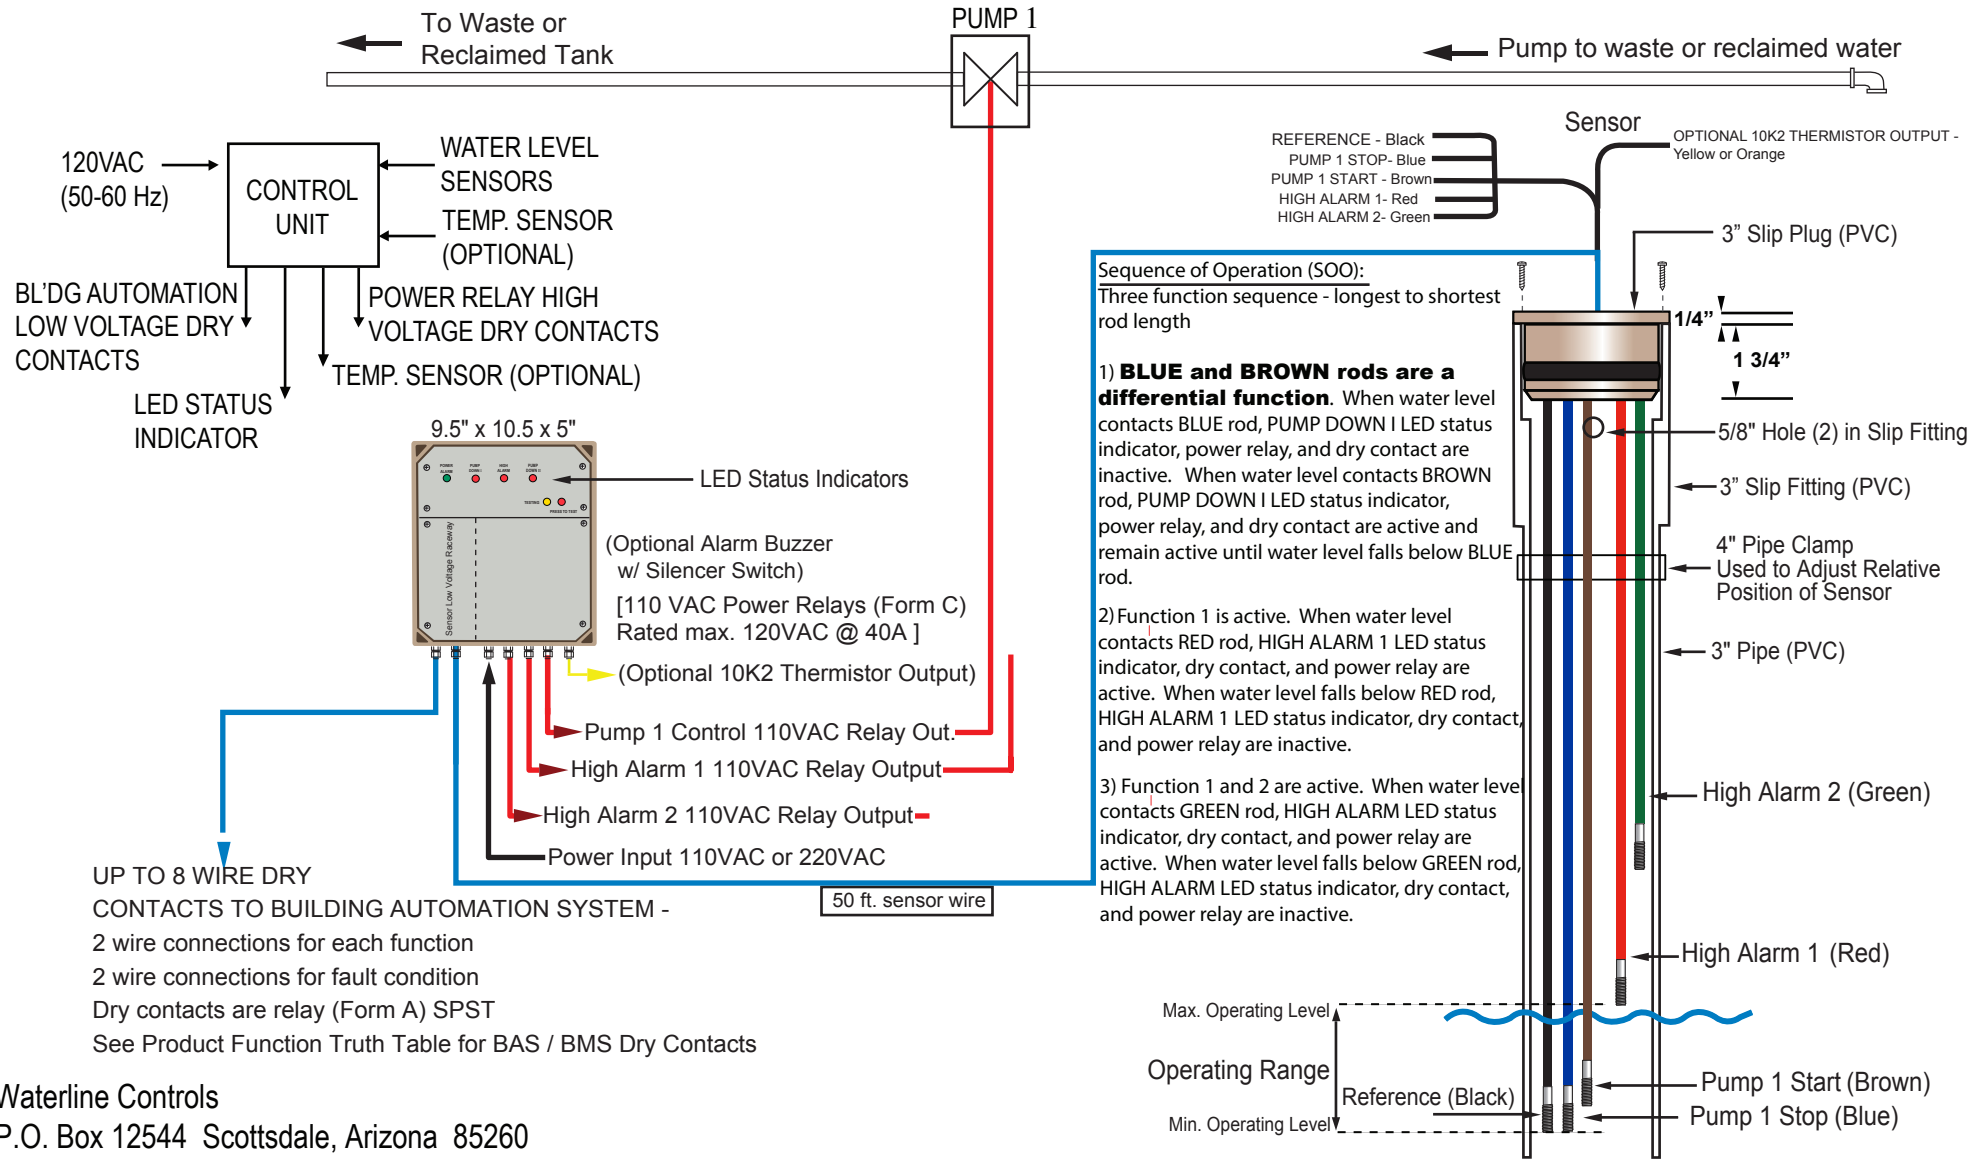 To Waste or
Reclaimed Tank
PUMP 1
Pump to waste or reclaimed water
120VAC
(50-60 Hz)
CONTROL
UNIT
WATER LEVEL
SENSORS
TEMP. SENSOR
(OPTIONAL)
BL'DG AUTOMATION
LOW VOLTAGE DRY
CONTACTS
POWER RELAY HIGH
VOLTAGE DRY CONTACTS
TEMP. SENSOR (OPTIONAL)
LED STATUS
INDICATOR
REFERENCE - Black
PUMP 1 STOP- Blue
PUMP 1 START - Brown
HIGH ALARM 1- Red
HIGH ALARM 2- Green
Sensor
OPTIONAL 10K2 THERMISTOR OUTPUT -
Yellow or Orange
3” Slip Plug (PVC)
1/4”
1 3/4”
5/8" Hole (2) in Slip Fitting
3” Slip Fitting (PVC)
4" Pipe Clamp
Used to Adjust Relative
Position of Sensor
3" Pipe (PVC)
High Alarm 2 (Green)
High Alarm 1 (Red)
Pump 1 Start (Brown)
Pump 1 Stop (Blue)
Sequence of Operation (SOO):
Three function sequence - longest to shortest
rod length
1) BLUE and BROWN rods are a
differential function. When water level
contacts BLUE rod, PUMP DOWN I LED status
indicator, power relay, and dry contact are
inactive. When water level contacts BROWN
rod, PUMP DOWN I LED status indicator,
power relay, and dry contact are active and
remain active until water level falls below BLUE
rod.
2) Function 1 is active. When water level
contacts RED rod, HIGH ALARM 1 LED status
indicator, dry contact, and power relay are
active. When water level falls below RED rod,
HIGH ALARM 1 LED status indicator, dry contact,
and power relay are inactive.
3) Function 1 and 2 are active. When water level
contacts GREEN rod, HIGH ALARM LED status
indicator, dry contact, and power relay are
active. When water level falls below GREEN rod,
HIGH ALARM LED status indicator, dry contact,
and power relay are inactive.
Max. Operating Level
Operating Range
Reference (Black)
Min. Operating Level
9.5" x 10.5 x 5"
POWER ALARM
PUMP DOWN I
HIGH ALARM
PUMP DOWN II
TESTING
PRESS TO TEST
Sensor Low Voltage Raceway
LED Status Indicators
(Optional Alarm Buzzer
w/ Silencer Switch)
[110 VAC Power Relays (Form C)
Rated max. 120VAC @ 40A ]
(Optional 10K2 Thermistor Output)
Pump 1 Control 110VAC Relay Out.
High Alarm 1 110VAC Relay Output
High Alarm 2 110VAC Relay Output
Power Input 110VAC or 220VAC
50 ft. sensor wire
UP TO 8 WIRE DRY
CONTACTS TO BUILDING AUTOMATION SYSTEM -
2 wire connections for each function
2 wire connections for fault condition
Dry contacts are relay (Form A) SPST
See Product Function Truth Table for BAS / BMS Dry Contacts
Waterline Controls
P.O. Box 12544 Scottsdale, Arizona 85260